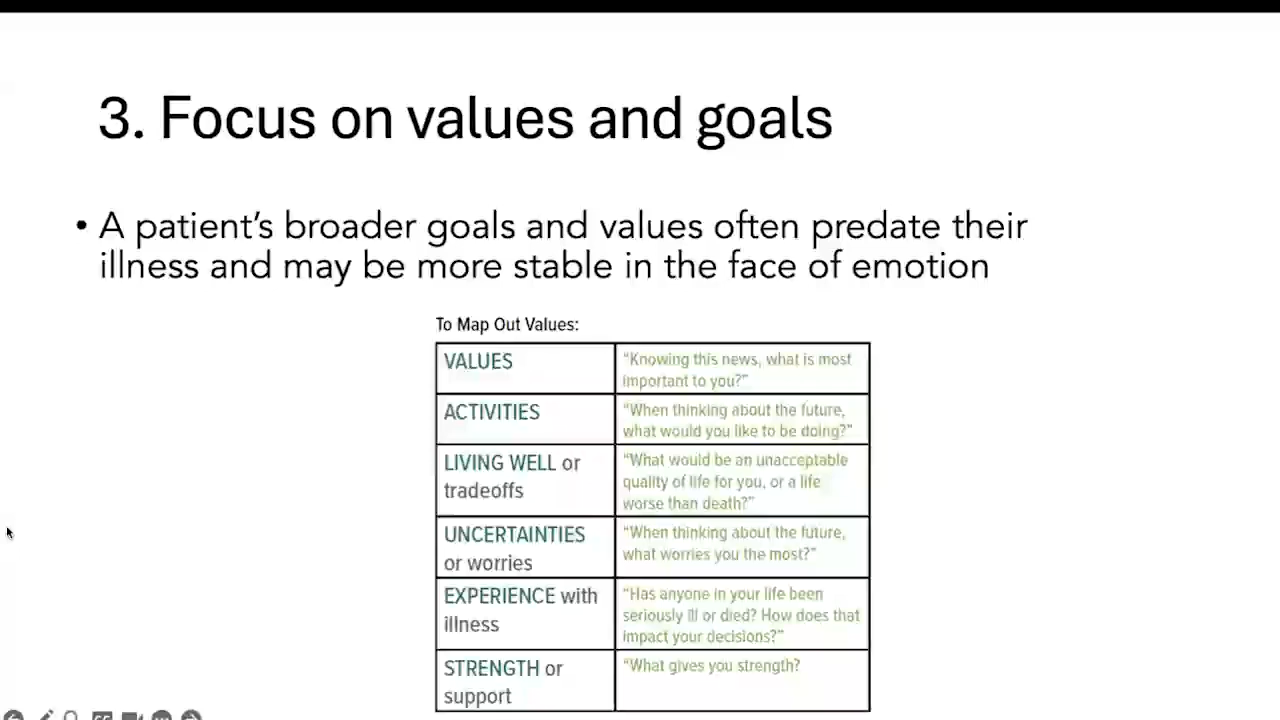 3. Focus on values and goals
• A patient's broader goals and values often predate their
illness and may be more stable in the face of emotion
To Map Out Values:
VALUES
"Knowing this news, what is most
important to you?"
ACTIVITIES
"When thinking about the future,
what would you like to be doing?"
LIVING WELL or
tradeoffs
"What would be an unacceptable
quality of life for you, or a life
worse than death?"
UNCERTAINTIES
or worries
"When thinking about the future,
what worries you the most?"
EXPERIENCE with
illness
"Has anyone in your life been
seriously ill or died? How does that
impact your decisions?"
STRENGTH or
support
"What gives you strength?